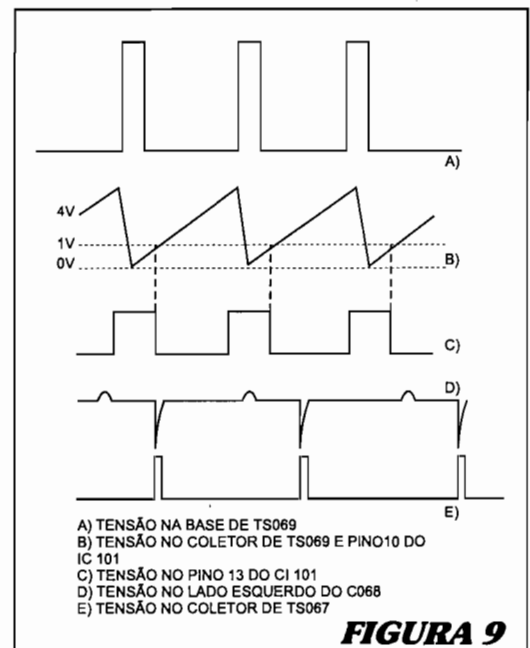 A)
4V
1V
0V
B)
C)
D)
E)
A) TENSÃO NA BASE DE TS069
B) TENSÃO NO COLETOR DE TS069 E PINO10 DO
IC 101
C) TENSÃO NO PINO 13 DO CI 101
D) TENSÃO NO LADO ESQUERDO DO C068
E) TENSÃO NO COLETOR DE TS067
FIGURA 9